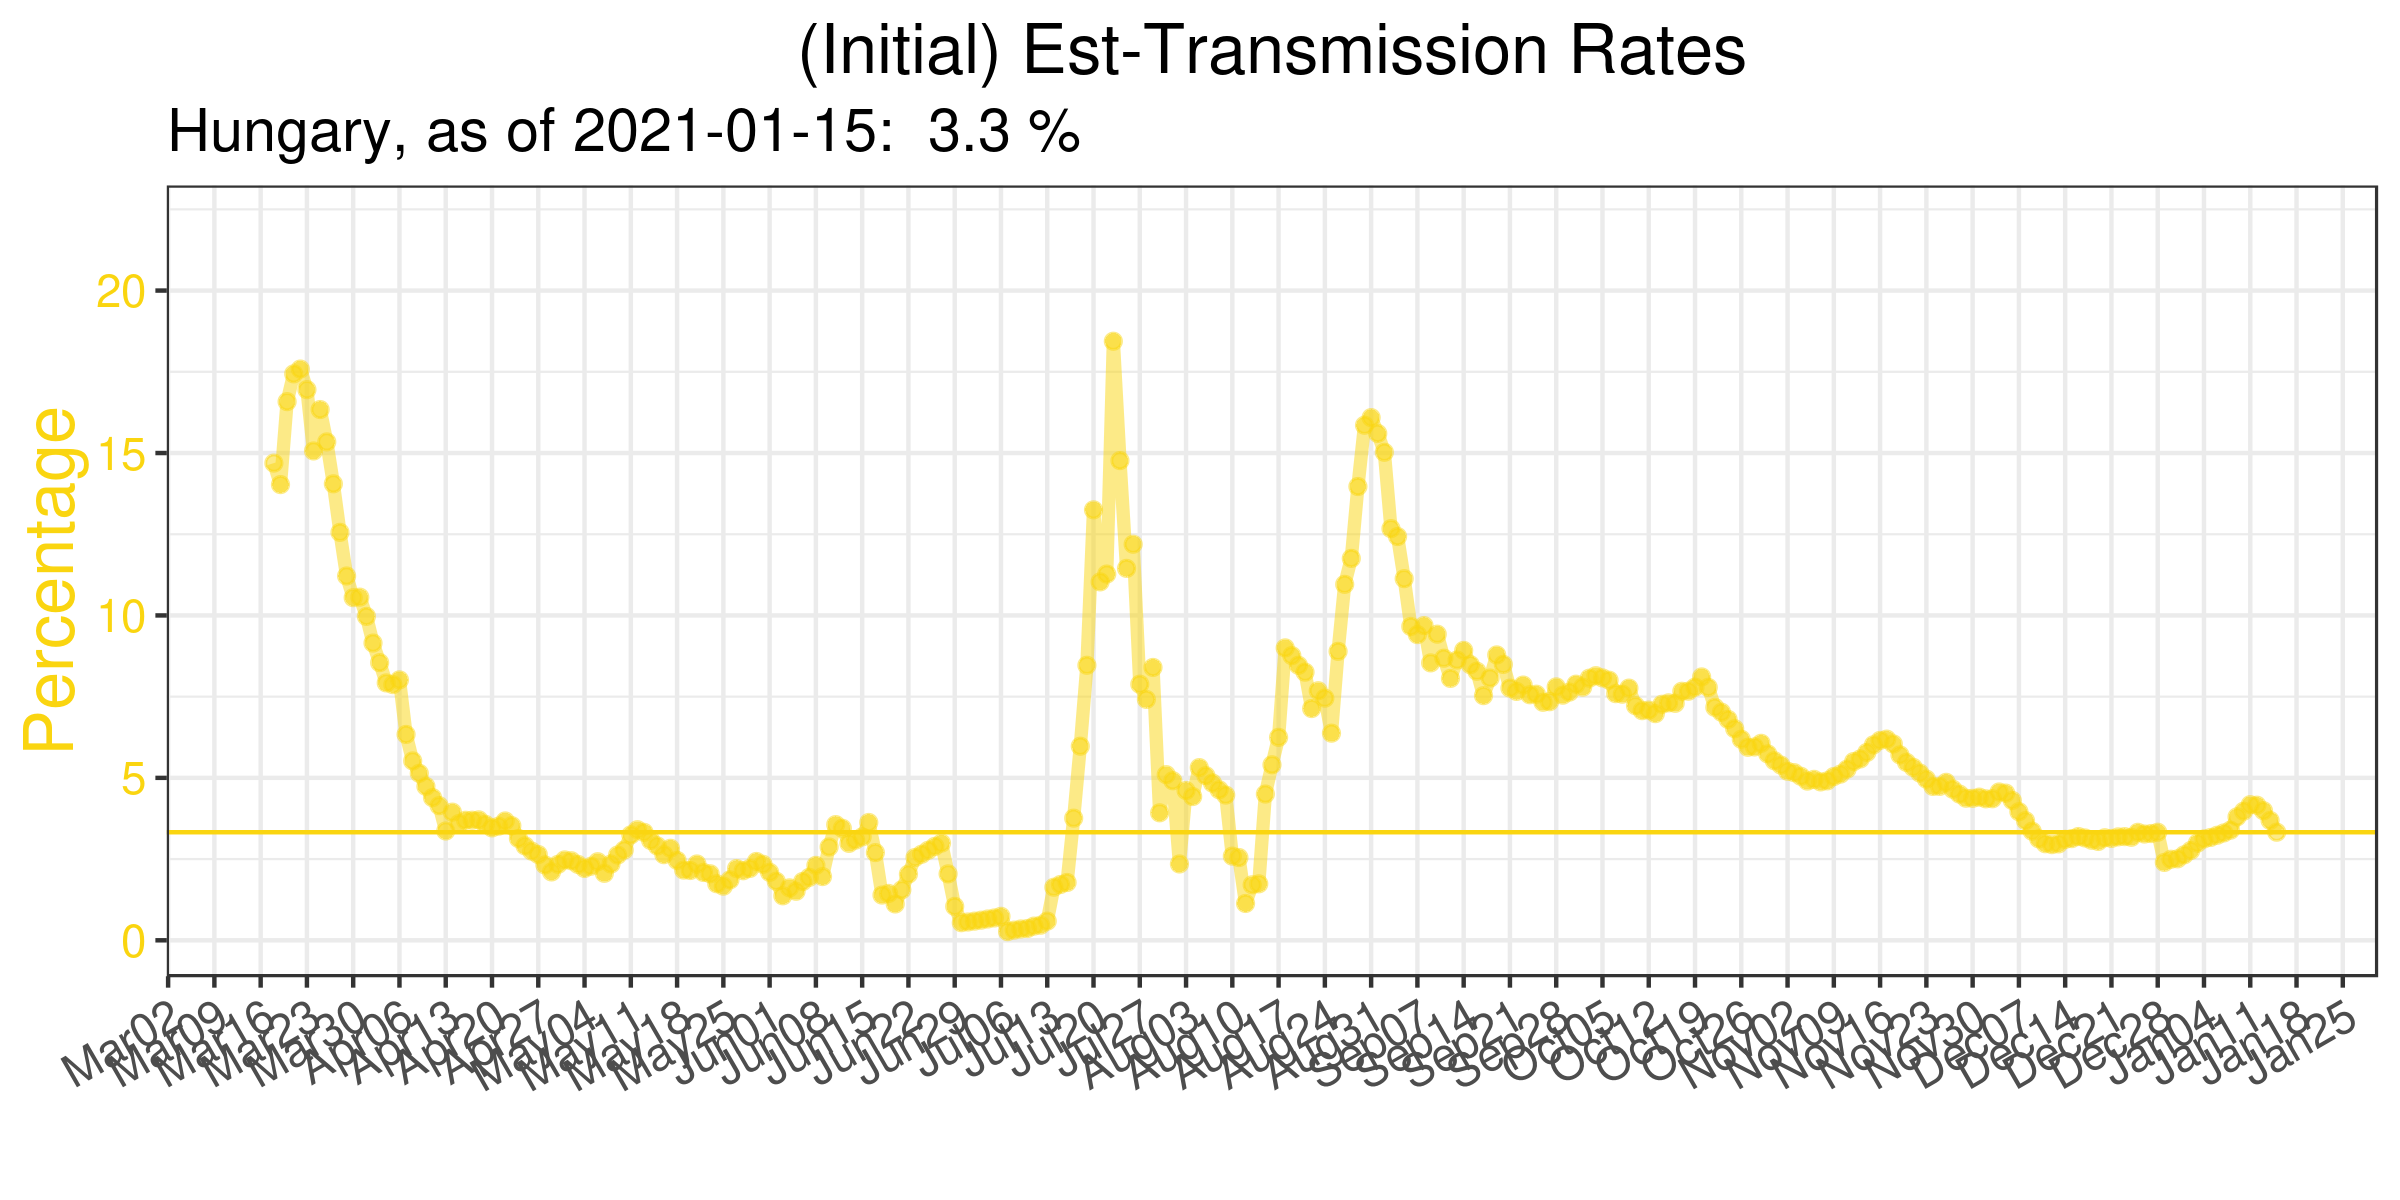 (Initial) Est-Transmission Rates
Hungary, as of 2021-01-15: 3.3 %
Percentage
20
15
10
5
0
Mar02
Mar09
Mar16
Mar23
Mar30
Apr06
Apr13
Apr20
Apr27
May04
May11
May18
May25
Jun01
Jun08
Jun15
Jun22
Jun29
Jul06
Jul13
Jul20
Jul27
Aug03
Aug10
Aug17
Aug24
Aug31
Sep07
Sep14
Sep21
Sep28
Oct05
Oct12
Oct19
Oct26
Nov02
Nov09
Nov16
Nov23
Nov30
Dec07
Dec14
Dec21
Dec28
Jan04
Jan11
Jan18
Jan25